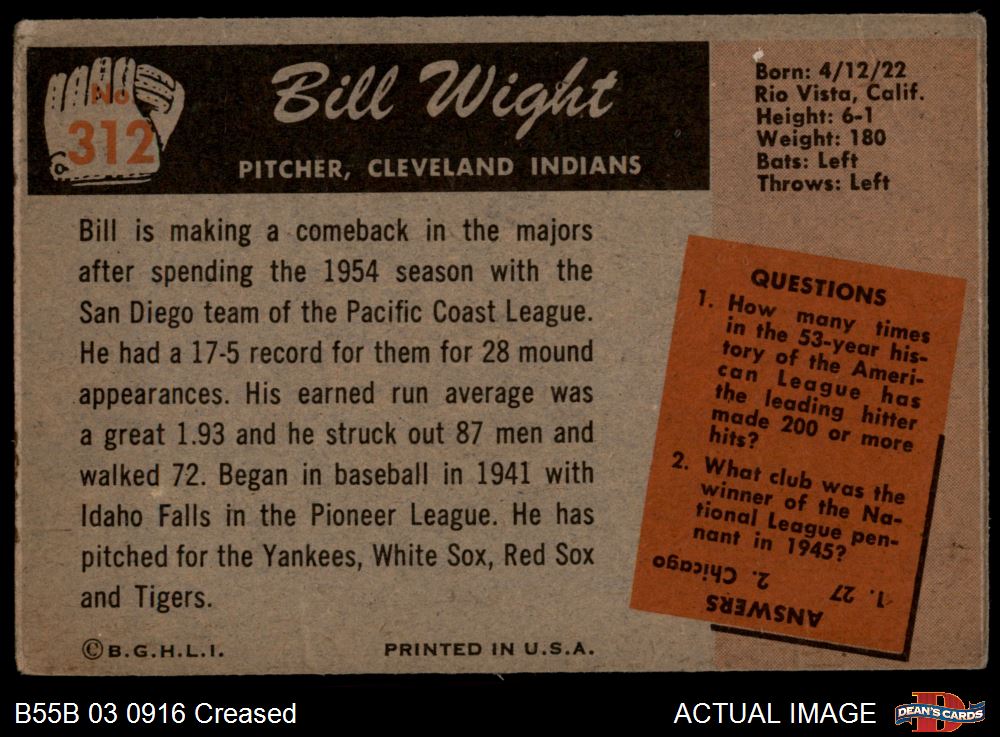 No
312
Bill Wight
PITCHER, CLEVELAND INDIANS
Born: 4/12/22
Rio Vista, Calif.
Height: 6-1
Weight: 180
Bats: Left
Throws: Left
Bill is making a comeback in the majors
after spending the 1954 season with the
San Diego team of the Pacific Coast League.
He had a 17-5 record for them for 28 mound
appearances. His earned run average was
a great 1.93 and he struck out 87 men and
walked 72. Began in baseball in 1941 with
Idaho Falls in the Pioneer League. He has
pitched for the Yankees, White Sox, Red Sox
and Tigers.
QUESTIONS
1. How many times
in the 53-year his-
tory of the Ameri-
can League has
the leading hitter
made 200 or more
hits?
2. What club was the
winner of the Na-
tional League pen-
nant in 1945?
ANSWERS
1. 27 2. Chicago
©B.G.H.L.I.
PRINTED IN U.S.A.
B55B 03 0916 Creased
ACTUAL IMAGE
DEAN'S CARDS